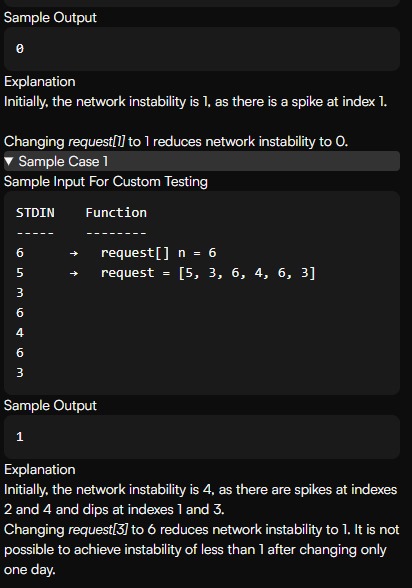 Sample Output
0
Explanation
Initially, the network instability is 1, as there is a spike at index 1.
Changing request[1] to 1 reduces network instability to 0.
▼ Sample Case 1
Sample Input For Custom Testing
STDIN    Function
-----    --------
6      →   request[] n = 6
5      →   request = [5, 3, 6, 4, 6, 3]
3
6
4
6
3
Sample Output
1
Explanation
Initially, the network instability is 4, as there are spikes at indexes
2 and 4 and dips at indexes 1 and 3.
Changing request[3] to 6 reduces network instability to 1. It is not
possible to achieve instability of less than 1 after changing only
one day.